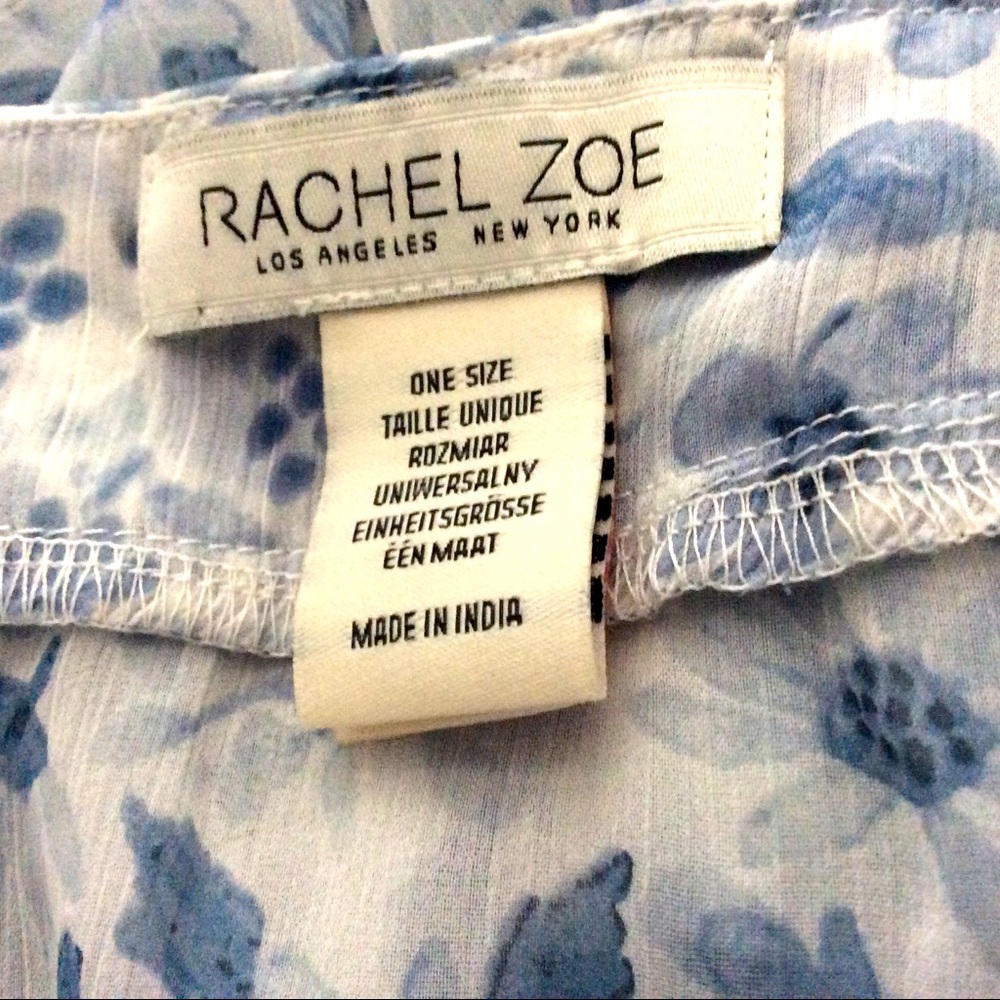 RACHEL ZOE
LOS ANGELES NEW YORK
ONE SIZE
TAILLE UNIQUE
ROZMIAR
UNIWERSALNY
EINHEITSGRÖSSE
ÉÉN MAAT
MADE IN INDIA